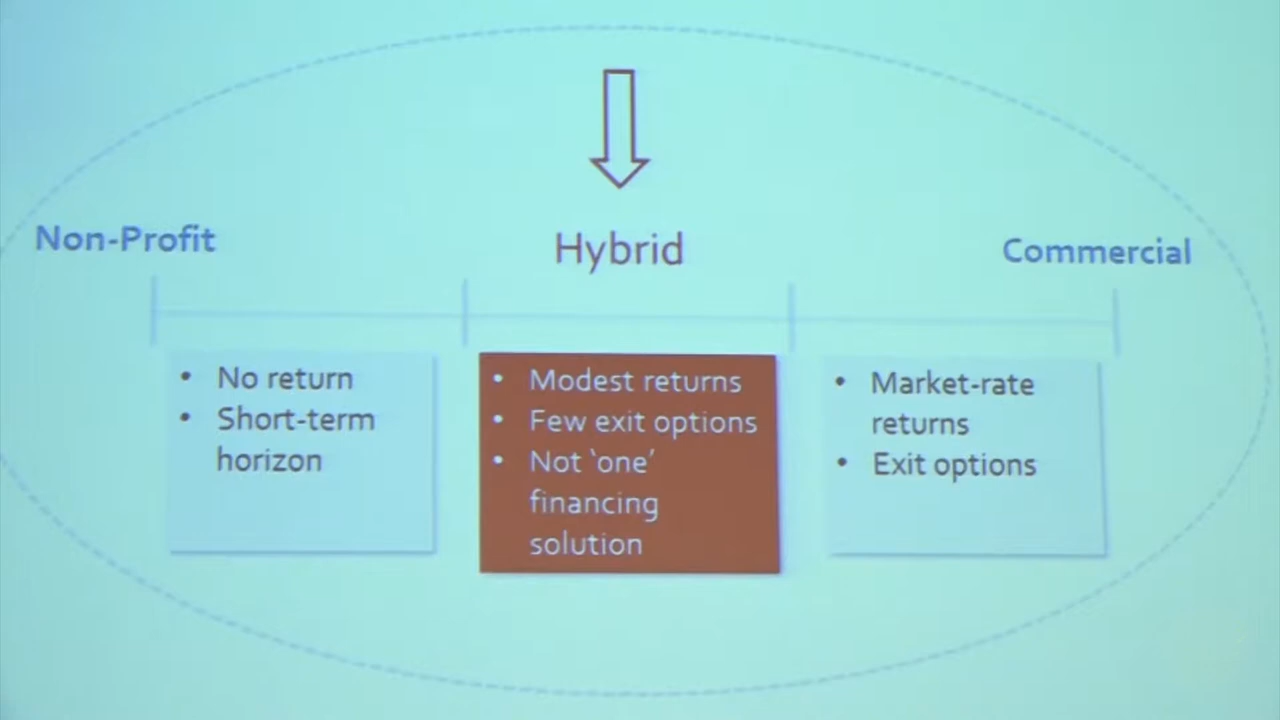 Non-Profit
Hybrid
Commercial
• No return
• Short-term
horizon
• Modest returns
• Few exit options
• Not ‘one’
financing
solution
• Market-rate
returns
• Exit options